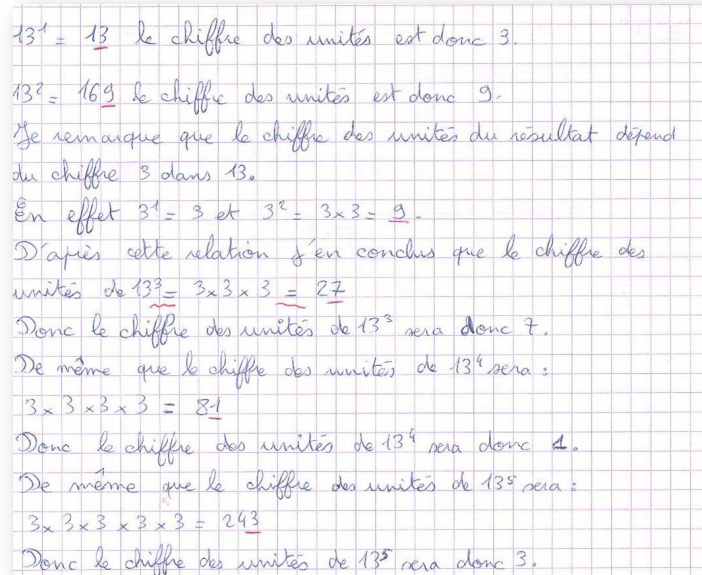 13¹ = 13 le chiffre des unités est donc 3.
13² = 169 le chiffre des unités est donc 9.
Je remarque que le chiffre des unités du résultat dépend
du chiffre 3 dans 13.
En effet 3¹ = 3 et 3² = 3×3 = 9.
D'après cette relation j'en conclus que le chiffre des
unités de 13³ = 3×3×3 = 27
Donc le chiffre des unités de 13³ sera donc 7.
De même que le chiffre des unités de 13⁴ sera :
3×3×3×3 = 81
Donc le chiffre des unités de 13⁴ sera donc 1.
De même que le chiffre des unités de 13⁵ sera :
3×3×3×3×3 = 243
Donc le chiffre des unités de 13⁵ sera donc 3.